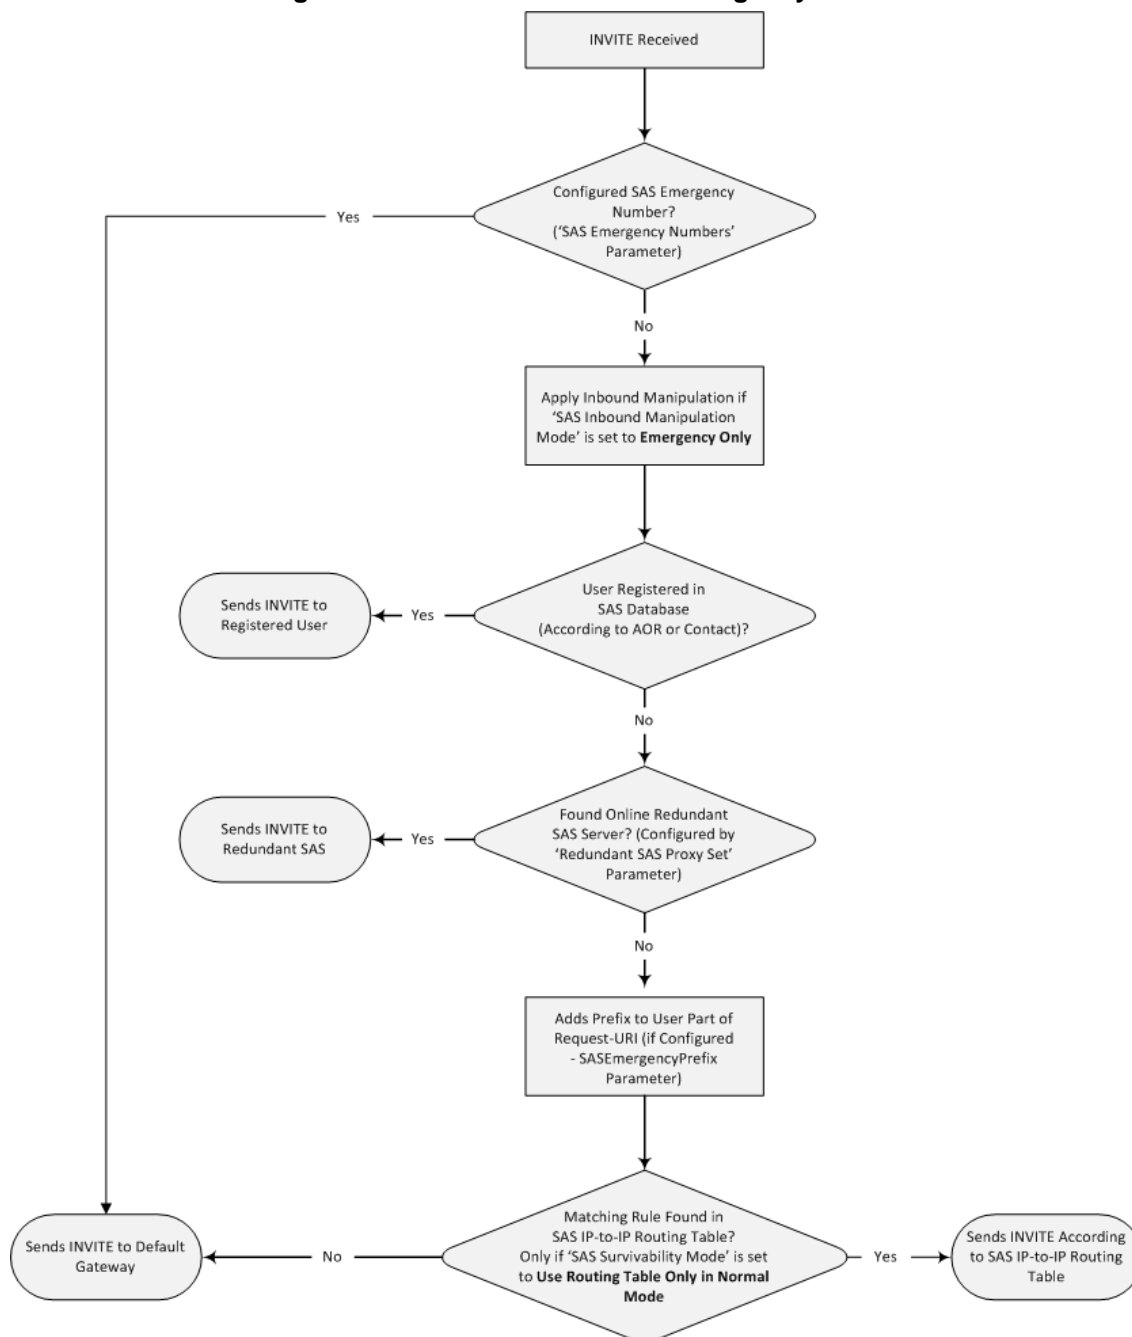 INVITE Received
Configured SAS Emergency
Number?
(‘SAS Emergency Numbers’
Parameter)
Yes
No
Apply Inbound Manipulation if
‘SAS Inbound Manipulation
Mode’ is set to Emergency Only
User Registered in
SAS Database
(According to AOR or Contact)?
Yes
Sends INVITE to
Registered User
No
Found Online Redundant
SAS Server? (Configured by
‘Redundant SAS Proxy Set’
Parameter)
Yes
Sends INVITE to
Redundant SAS
No
Adds Prefix to User Part of
Request-URI (if Configured
- SASEmergencyPrefix
Parameter)
Matching Rule Found in
SAS IP-to-IP Routing Table?
Only if ‘SAS Survivability Mode’ is set
to Use Routing Table Only in Normal
Mode
No
Sends INVITE to Default
Gateway
Yes
Sends INVITE According
to SAS IP-to-IP Routing
Table